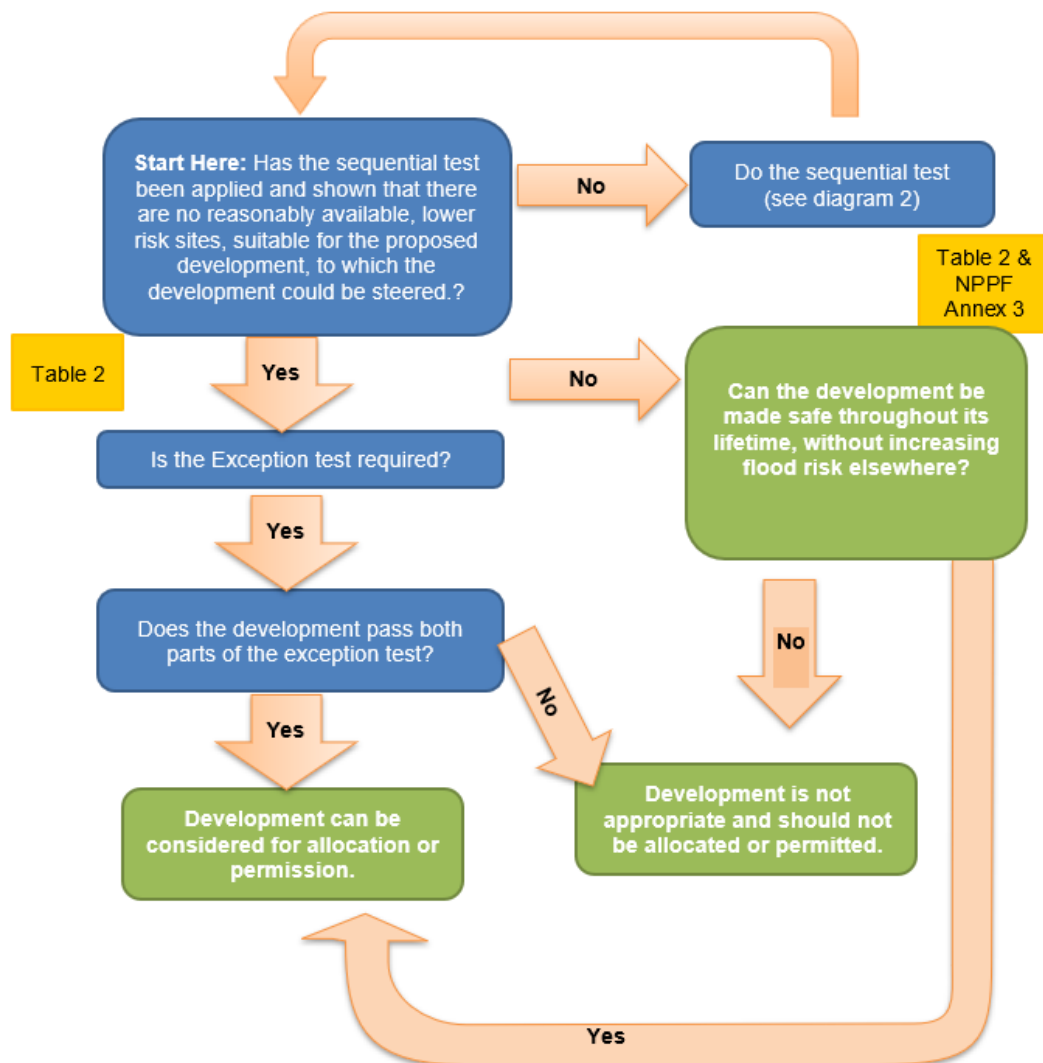 Start Here: Has the sequential test
been applied and shown that there
are no reasonably available, lower
risk sites, suitable for the proposed
development, to which the
development could be steered.?
No
Do the sequential test
(see diagram 2)
Table 2 &
NPPF
Annex 3
Table 2
Yes
No
Can the development be
made safe throughout its
lifetime, without increasing
flood risk elsewhere?
Is the Exception test required?
Yes
Does the development pass both
parts of the exception test?
No
No
Yes
Development can be
considered for allocation or
permission.
Development is not
appropriate and should not
be allocated or permitted.
Yes